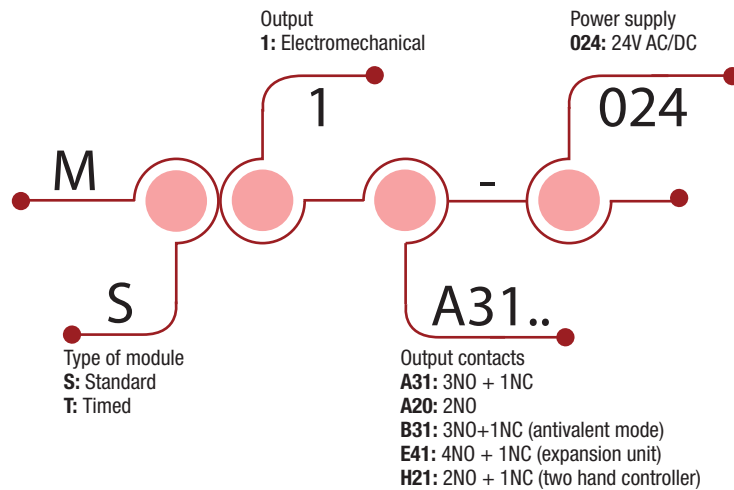 Output
1: Electromechanical
Power supply
024: 24V AC/DC
1
024
M
-
S
A31..
Type of module
S: Standard
T: Timed
Output contacts
A31: 3NO + 1NC
A20: 2NO
B31: 3NO+1NC (antivalent mode)
E41: 4NO + 1NC (expansion unit)
H21: 2NO + 1NC (two hand controller)